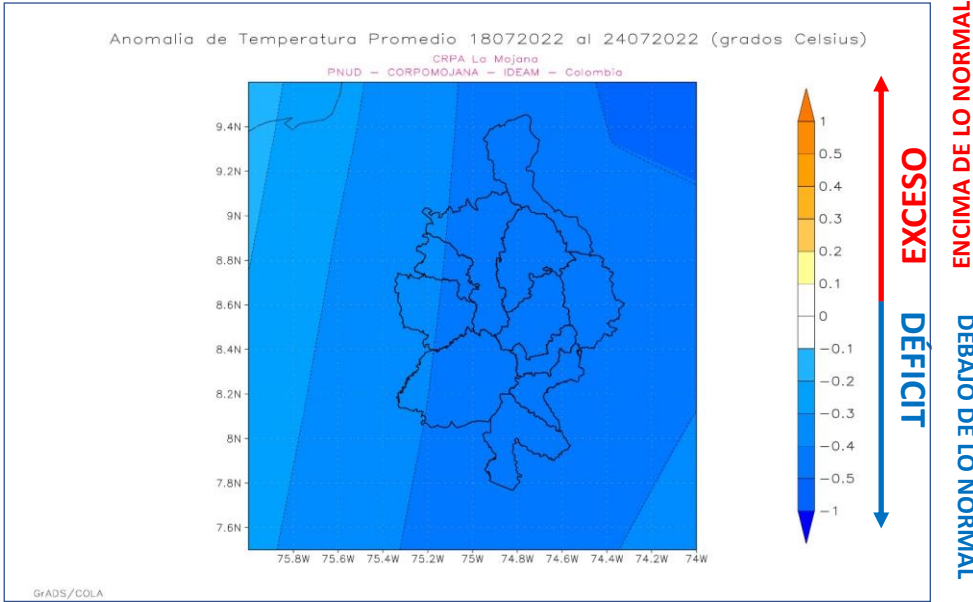 Anomalia de Temperatura Promedio 18072022 al 24072022 (grados Celsius)
CRPA La Mojana
PNUD – CORPOMOJANA – IDEAM – Colombia
9.4N
9.2N
9N
8.8N
8.6N
8.4N
8.2N
8N
7.8N
7.6N
75.8W 75.6W 75.4W 75.2W 75W 74.8W 74.6W 74.4W 74.2W 74W
1
0.5
0.4
0.3
0.2
0.1
0
−0.1
−0.2
−0.3
−0.4
−0.5
−1
EXCESO
DÉFICIT
ENCIMA DE LO NORMAL
DEBAJO DE LO NORMAL
GrADS/COLA